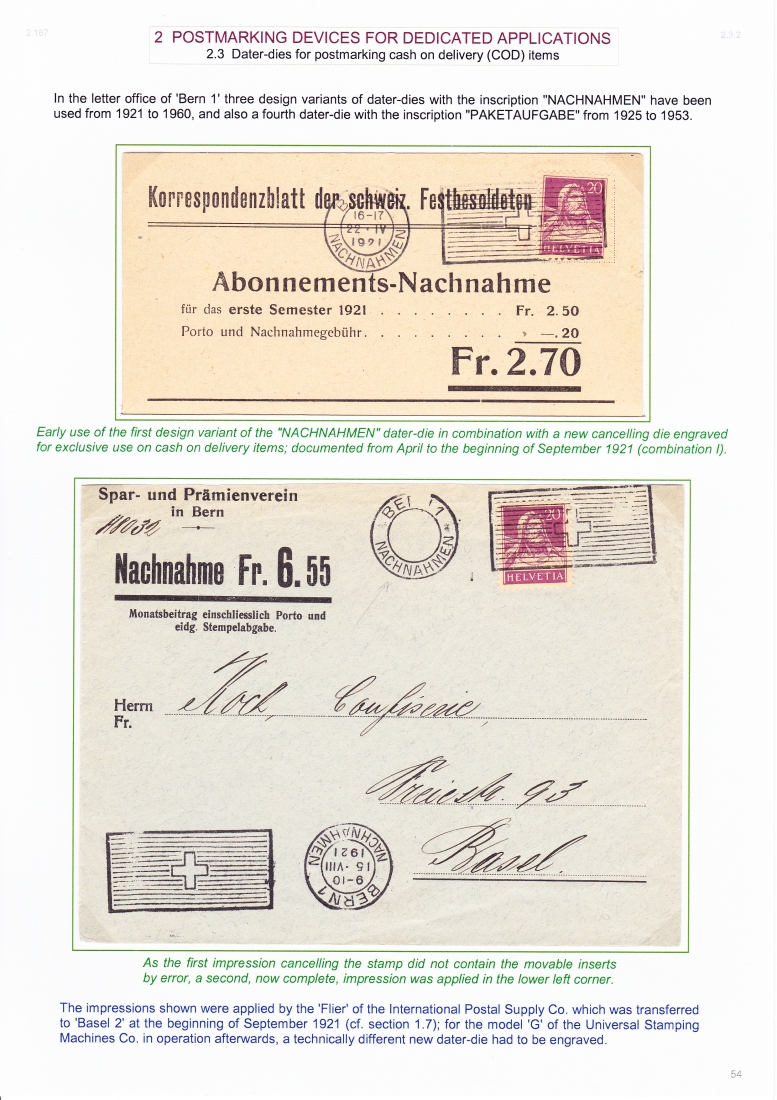 2.167
2 POSTMARKING DEVICES FOR DEDICATED APPLICATIONS
2.3.2
2.3 Dater-dies for postmarking cash on delivery (COD) items
In the letter office of 'Bern 1' three design variants of dater-dies with the inscription "NACHNAHMEN" have been
used from 1921 to 1960, and also a fourth dater-die with the inscription "PAKETAUFGABE" from 1925 to 1953.
Korrespondenzblatt der schweiz. Festbesoldeten
16-17
22·IV
1921
NACHNAHMEN
20
HELVETIA
Abonnements-Nachnahme
für das erste Semester 1921 . . . . . . . . Fr. 2.50
Porto und Nachnahmegebühr. . . . . . . . . » —.20
Fr. 2.70
Early use of the first design variant of the "NACHNAHMEN" dater-die in combination with a new cancelling die engraved
for exclusive use on cash on delivery items; documented from April to the beginning of September 1921 (combination I).
Spar- und Prämienverein
in Bern
Nachnahme Fr. 6.55
Monatsbeitrag einschliesslich Porto und
eidg. Stempelabgabe.
NACHNAHMEN
20
HELVETIA
Herrn Koch, Confiserie,
Fr.
Freiestr. 93
Basel.
BERN 1
9-10
15·VIII
1921
NACHNAHMEN
As the first impression cancelling the stamp did not contain the movable inserts
by error, a second, now complete, impression was applied in the lower left corner.
The impressions shown were applied by the 'Flier' of the International Postal Supply Co. which was transferred
to 'Basel 2' at the beginning of September 1921 (cf. section 1.7); for the model 'G' of the Universal Stamping
Machines Co. in operation afterwards, a technically different new dater-die had to be engraved.
54